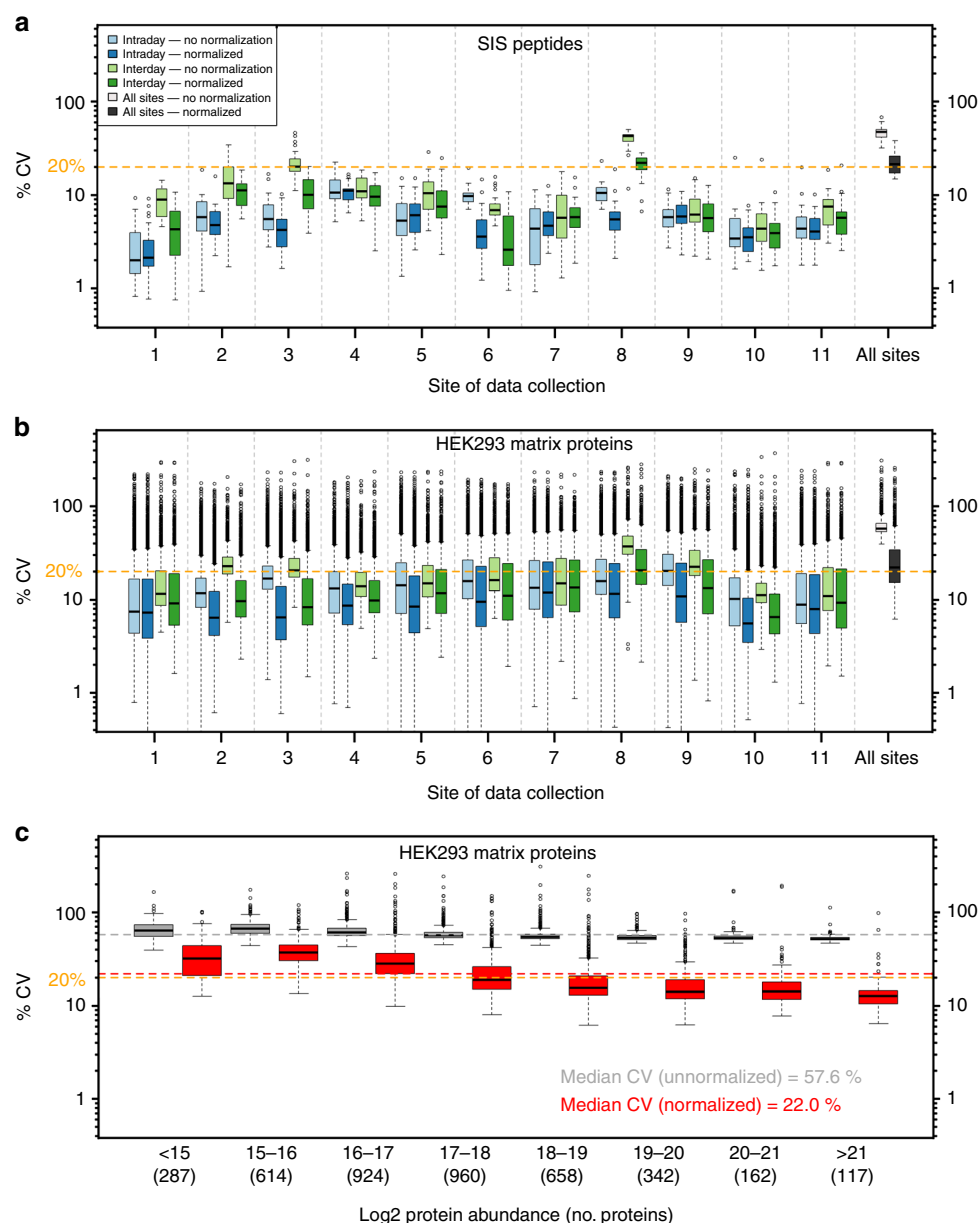 a
SIS peptides
Intraday — no normalization
Intraday — normalized
Interday — no normalization
Interday — normalized
All sites — no normalization
All sites — normalized
100 100
20%
10 10
1 1
% CV
1 2 3 4 5 6 7 8 9 10 11 All sites
Site of data collection
b
HEK293 matrix proteins
100 100
20%
10 10
1 1
% CV
1 2 3 4 5 6 7 8 9 10 11 All sites
Site of data collection
c
HEK293 matrix proteins
100 100
20%
10 10
1 1
% CV
Median CV (unnormalized) = 57.6 %
Median CV (normalized) = 22.0 %
<15 15–16 16–17 17–18 18–19 19–20 20–21 >21
(287) (614) (924) (960) (658) (342) (162) (117)
Log2 protein abundance (no. proteins)